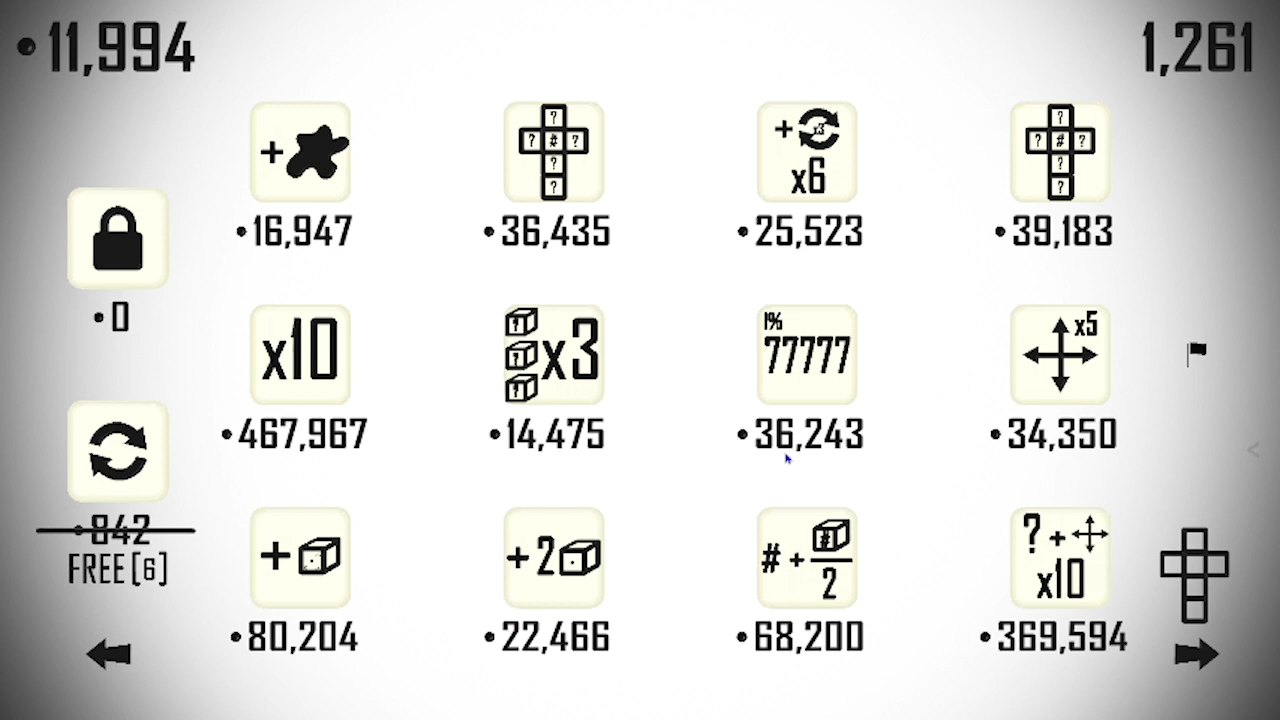 • 11,994
1,261
+
? ? # ? ? ?
+ x3 x6
? ? # ? ? ?
• 16,947
• 36,435
• 25,523
• 39,183
• 0
x10
? ? ? x3
1% 77777
x5
• 467,967
• 14,475
• 36,243
• 34,350
<
• 842
FREE [6]
+
+ 2
# + # 2
? + x10
• 80,204
• 22,466
• 68,200
• 369,594